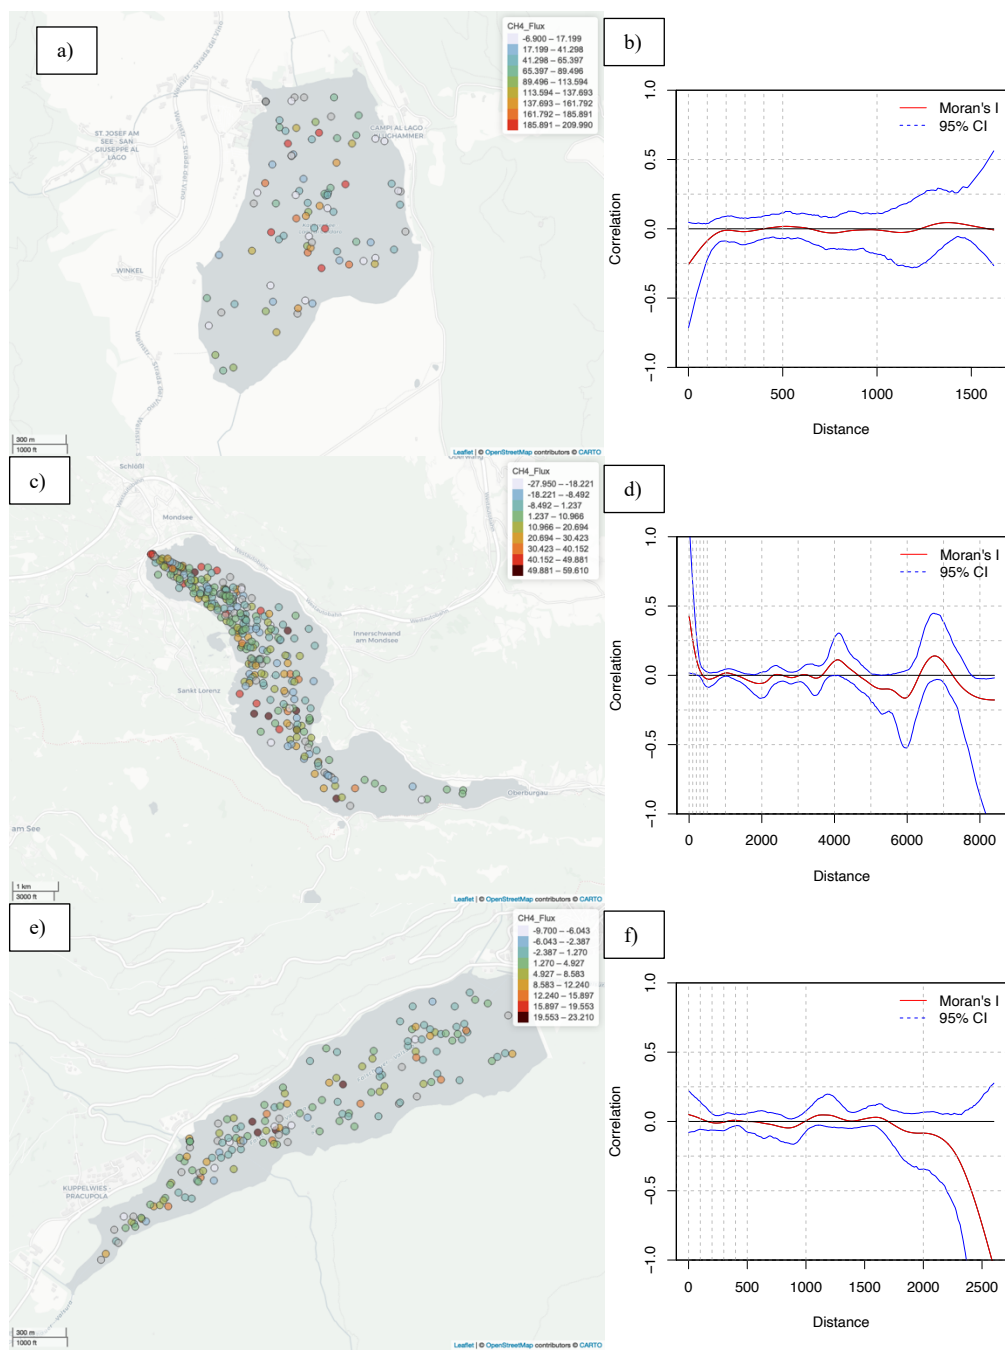 a)
CH4_Flux
-6.900 – 17.199
17.199 – 41.298
41.298 – 65.397
65.397 – 89.496
89.496 – 113.594
113.594 – 137.693
137.693 – 161.792
161.792 – 185.891
185.891 – 209.990
ST. JOSEF AM
SEE - SAN
GIUSEPPE AL
LAGO
CAMPI AL LAGO
WINKEL
300 m
1000 ft
Leaflet | © OpenStreetMap contributors © CARTO
b)
Moran's I
95% CI
Correlation
1.0
0.5
0.0
−0.5
−1.0
0
500
1000
1500
Distance
c)
CH4_Flux
-27.950 – -18.221
-18.221 – -8.492
-8.492 – 1.237
1.237 – 10.966
10.966 – 20.694
20.694 – 30.423
30.423 – 40.152
40.152 – 49.881
49.881 – 59.610
Schlößl
Oberwang
Mondsee
Innerschwand
am Mondsee
Sankt Lorenz
Oberburgau
am See
1 km
3000 ft
Leaflet | © OpenStreetMap contributors © CARTO
d)
Moran's I
95% CI
Correlation
1.0
0.5
0.0
−0.5
−1.0
0
2000
4000
6000
8000
Distance
e)
CH4_Flux
-9.700 – -6.043
-6.043 – -2.387
-2.387 – 1.270
1.270 – 4.927
4.927 – 8.583
8.583 – 12.240
12.240 – 15.897
15.897 – 19.553
19.553 – 23.210
KUPPELWIES -
PRACUPOLA
300 m
1000 ft
Leaflet | © OpenStreetMap contributors © CARTO
f)
Moran's I
95% CI
Correlation
1.0
0.5
0.0
−0.5
−1.0
0
500
1000
1500
2000
2500
Distance